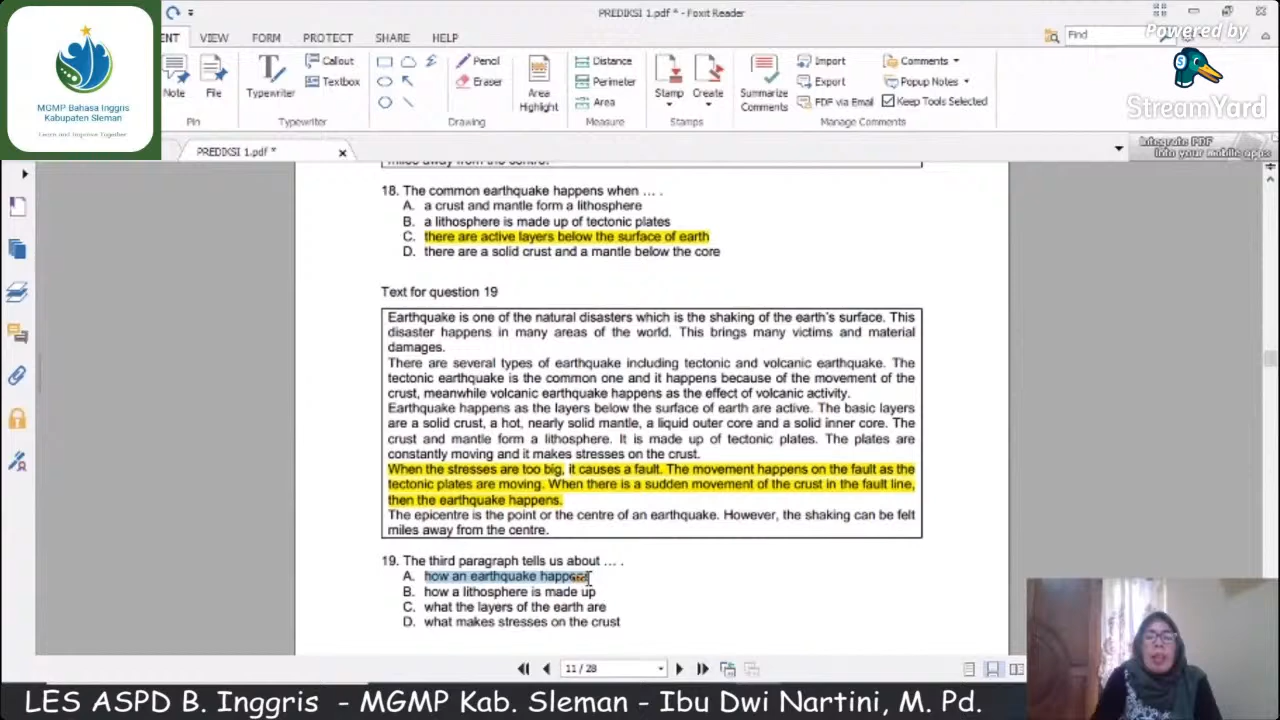 PREDIKSI 1.pdf * - Foxit Reader
Powered by
StreamYard
ENT VIEW FORM PROTECT SHARE HELP
Find
Note File
Pin
Typewriter
Callout
Textbox
Typewriter
Pencil
Eraser
Area
Highlight
Drawing
Distance
Perimeter
Area
Measure
Stamp Create
Stamps
Summarize
Comments
Import
Export
PDF via Email
Comments
Popup Notes
Keep Tools Selected
Manage Comments
MGMP Bahasa Inggris
Kabupaten Sleman
Learn and Improve Together
PREDIKSI 1.pdf *
Integrate PDF
into your mobile apps
miles away from the centre.
18. The common earthquake happens when ... .
A. a crust and mantle form a lithosphere
B. a lithosphere is made up of tectonic plates
C. there are active layers below the surface of earth
D. there are a solid crust and a mantle below the core
Text for question 19
Earthquake is one of the natural disasters which is the shaking of the earth's surface. This
disaster happens in many areas of the world. This brings many victims and material
damages.
There are several types of earthquake including tectonic and volcanic earthquake. The
tectonic earthquake is the common one and it happens because of the movement of the
crust, meanwhile volcanic earthquake happens as the effect of volcanic activity.
Earthquake happens as the layers below the surface of earth are active. The basic layers
are a solid crust, a hot, nearly solid mantle, a liquid outer core and a solid inner core. The
crust and mantle form a lithosphere. It is made up of tectonic plates. The plates are
constantly moving and it makes stresses on the crust.
When the stresses are too big, it causes a fault. The movement happens on the fault as the
tectonic plates are moving. When there is a sudden movement of the crust in the fault line,
then the earthquake happens.
The epicentre is the point or the centre of an earthquake. However, the shaking can be felt
miles away from the centre.
19. The third paragraph tells us about ... .
A. how an earthquake happens
B. how a lithosphere is made up
C. what the layers of the earth are
D. what makes stresses on the crust
11 / 28
LES ASPD B. Inggris - MGMP Kab. Sleman - Ibu Dwi Nartini, M. Pd.